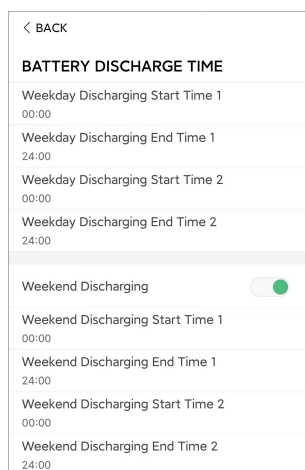 < BACK
BATTERY DISCHARGE TIME
Weekday Discharging Start Time 1
00:00
Weekday Discharging End Time 1
24:00
Weekday Discharging Start Time 2
00:00
Weekday Discharging End Time 2
24:00
Weekend Discharging
Weekend Discharging Start Time 1
00:00
Weekend Discharging End Time 1
24:00
Weekend Discharging Start Time 2
00:00
Weekend Discharging End Time 2
24:00